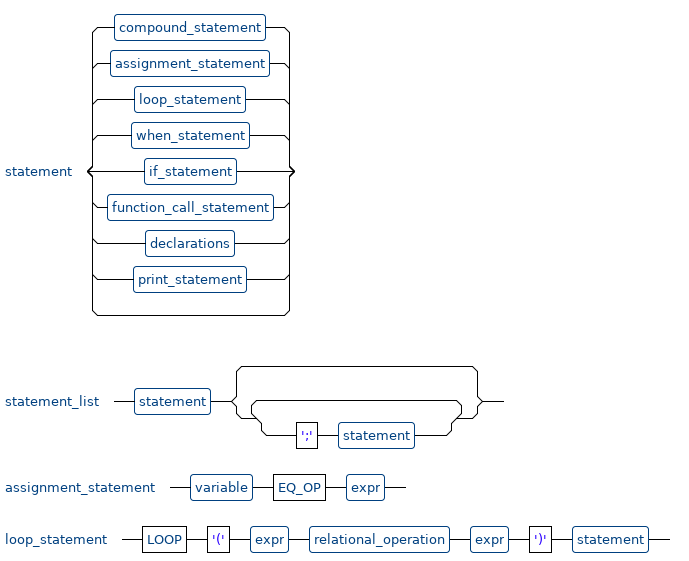 compound_statement
assignment_statement
loop_statement
when_statement
statement if_statement
function_call_statement
declarations
print_statement
statement_list statement
';' statement
assignment_statement variable EQ_OP expr
loop_statement LOOP '(' expr relational_operation expr ')' statement